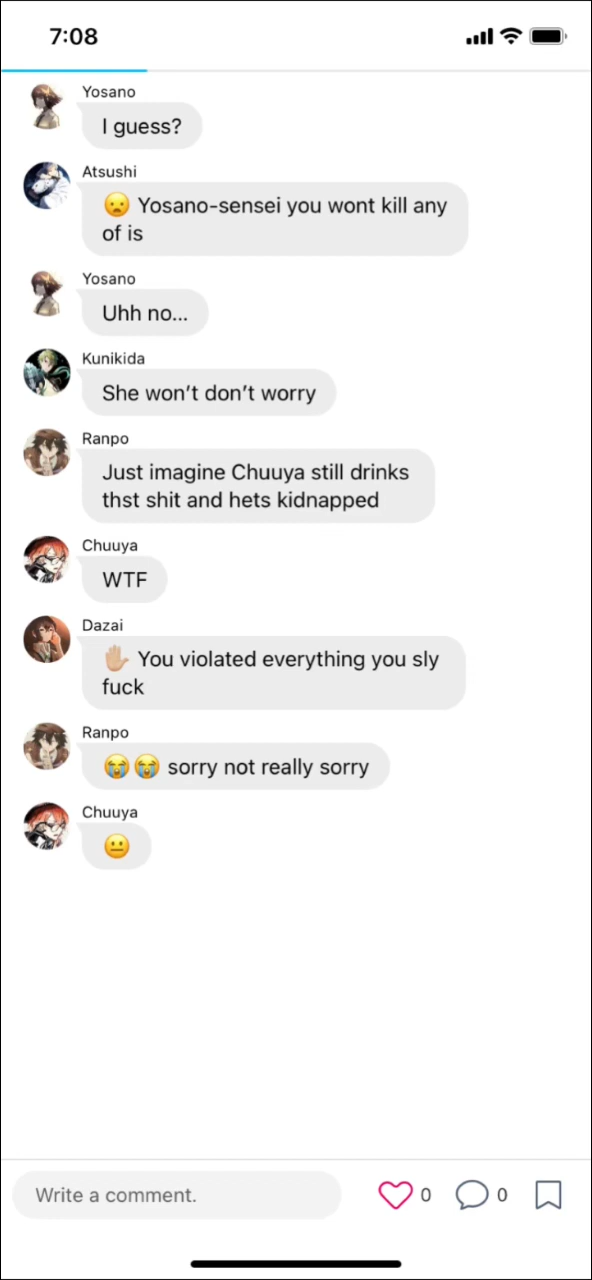 7:08
Yosano
I guess?
Atsushi
😦 Yosano-sensei you wont kill any
of is
Yosano
Uhh no...
Kunikida
She won’t don’t worry
Ranpo
Just imagine Chuuya still drinks
thst shit and hets kidnapped
Chuuya
WTF
Dazai
✋🏼 You violated everything you sly
fuck
Ranpo
😭😭 sorry not really sorry
Chuuya
😐
Write a comment.
0
0